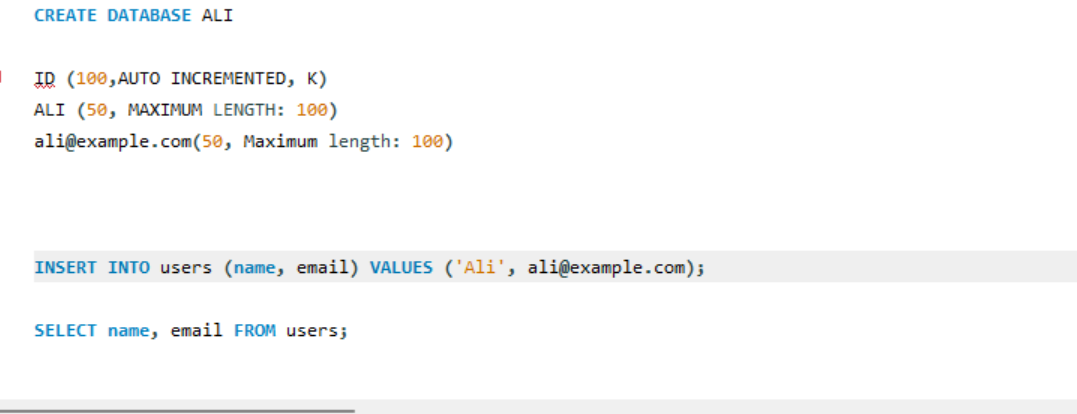 CREATE DATABASE ALI
ID (100,AUTO INCREMENTED, K)
ALI (50, MAXIMUM LENGTH: 100)
ali@example.com(50, Maximum length: 100)
INSERT INTO users (name, email) VALUES ('Ali', ali@example.com);
SELECT name, email FROM users;